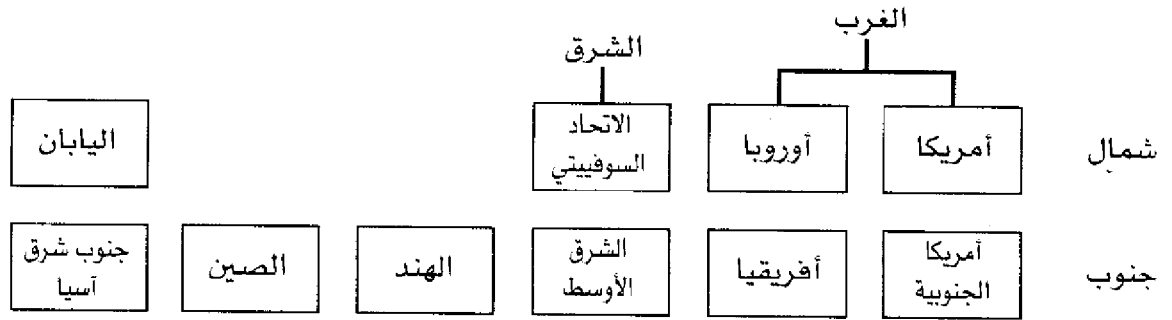 الغرب
الشرق
شمال
أمريكا
أوروبا
الاتحاد
السوفييتي
اليابان
جنوب
أمريكا
الجنوبية
أفريقيا
الشرق
الأوسط
الهند
الصين
جنوب شرق
آسيا